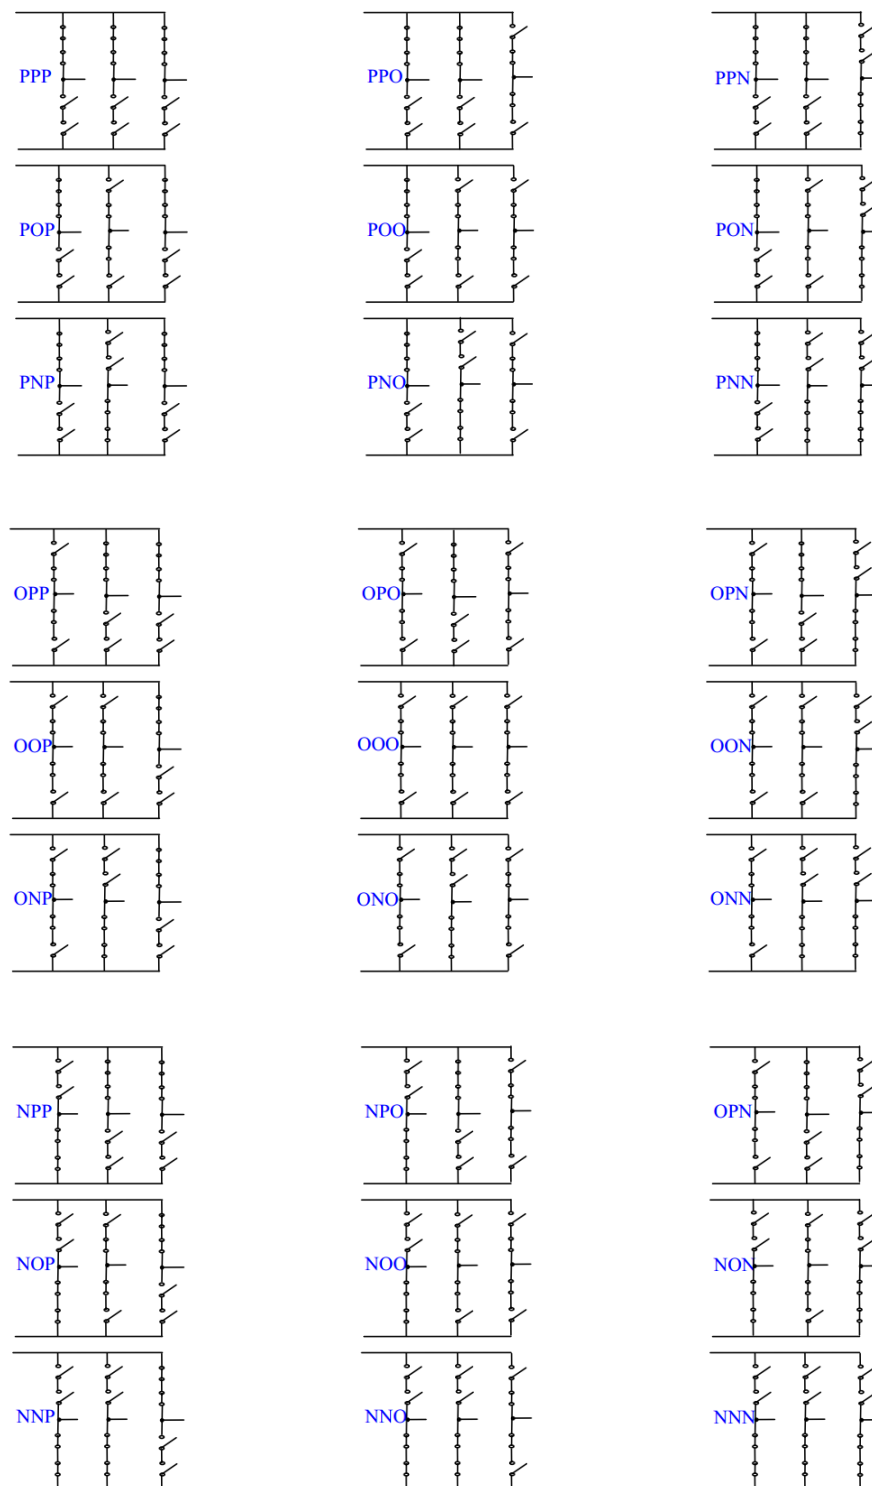 PPP PPO PPN
POP POO PON
PNP PNO PNN
OPP OPO OPN
OOP OOO OON
ONP ONO ONN
NPP NPO OPN
NOP NOO NON
NNP NNO NNN